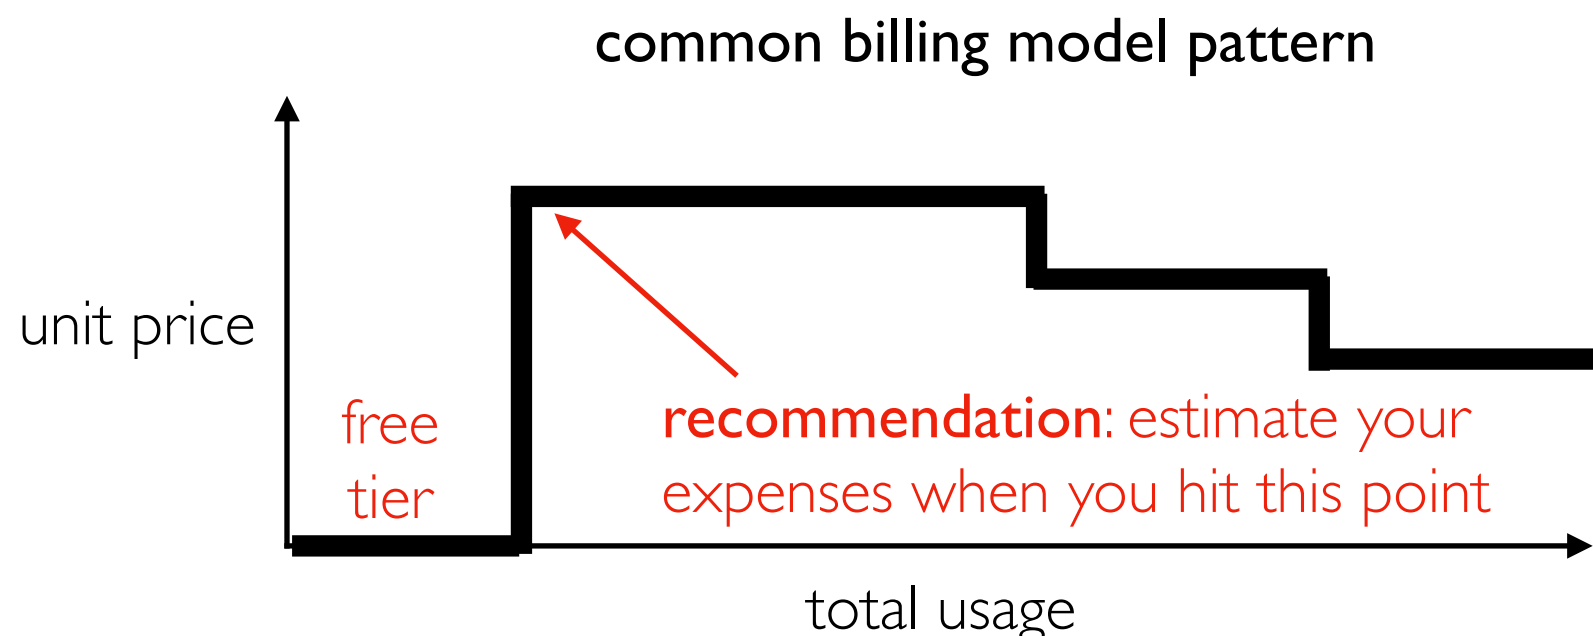 common billing model pattern
unit price
free
tier
recommendation: estimate your
expenses when you hit this point
total usage